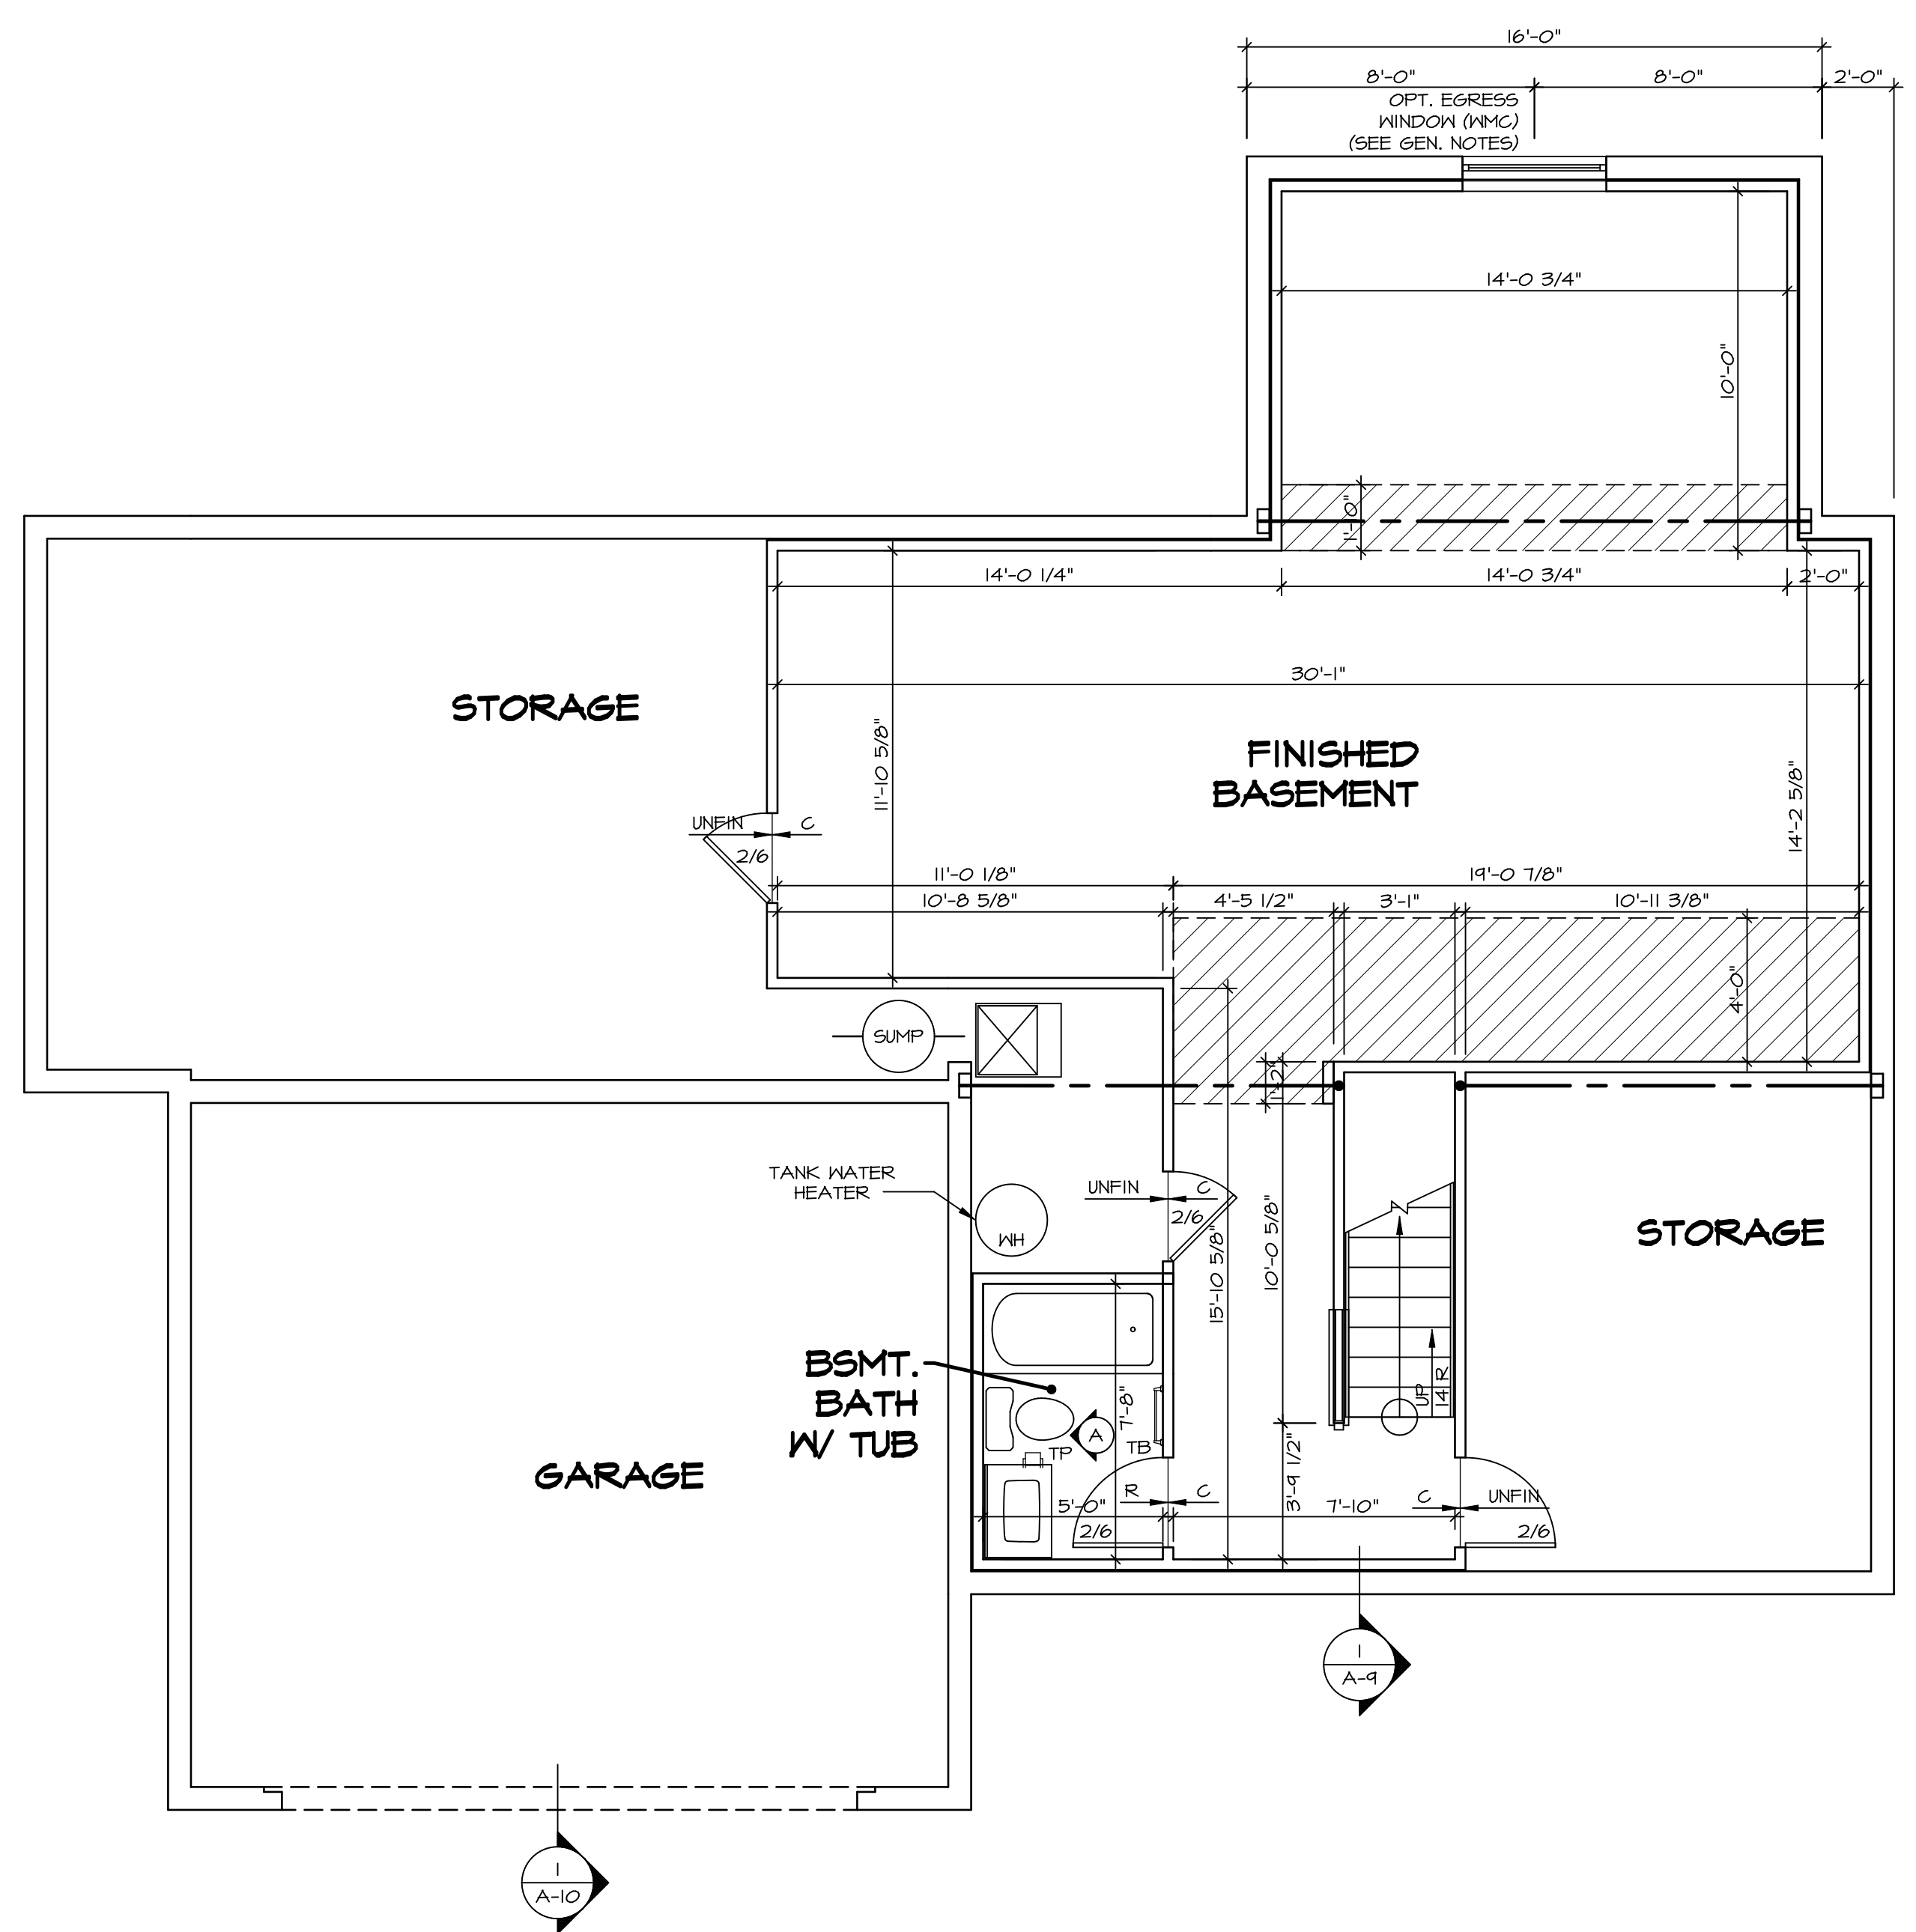 16'-0"
8'-0"
8'-0"
2'-0"
OPT. EGRESS
WINDOW (WMC)
(SEE GEN. NOTES)
14'-0 3/4"
10'-0"
1'-10"
14'-0 1/4"
14'-0 3/4"
2'-0"
30'-1"
STORAGE
11'-10 5/8"
FINISHED
BASEMENT
14'-2 5/8"
UNFIN
C
2/6
11'-0 1/8"
19'-0 7/8"
10'-8 5/8"
4'-5 1/2"
3'-1"
10'-11 3/8"
4'-0"
SUMP
1'-2"
TANK WATER
HEATER
WH
UNFIN
C
2/6
15'-10 5/8"
10'-0 5/8"
STORAGE
BSMT.
BATH
W/ TUB
7'-8"
A
TP
TB
UP
14 R
GARAGE
R
C
5'-0"
2/6
3'-9 1/2"
7'-10"
C
UNFIN
2/6
1
A-9
1
A-10